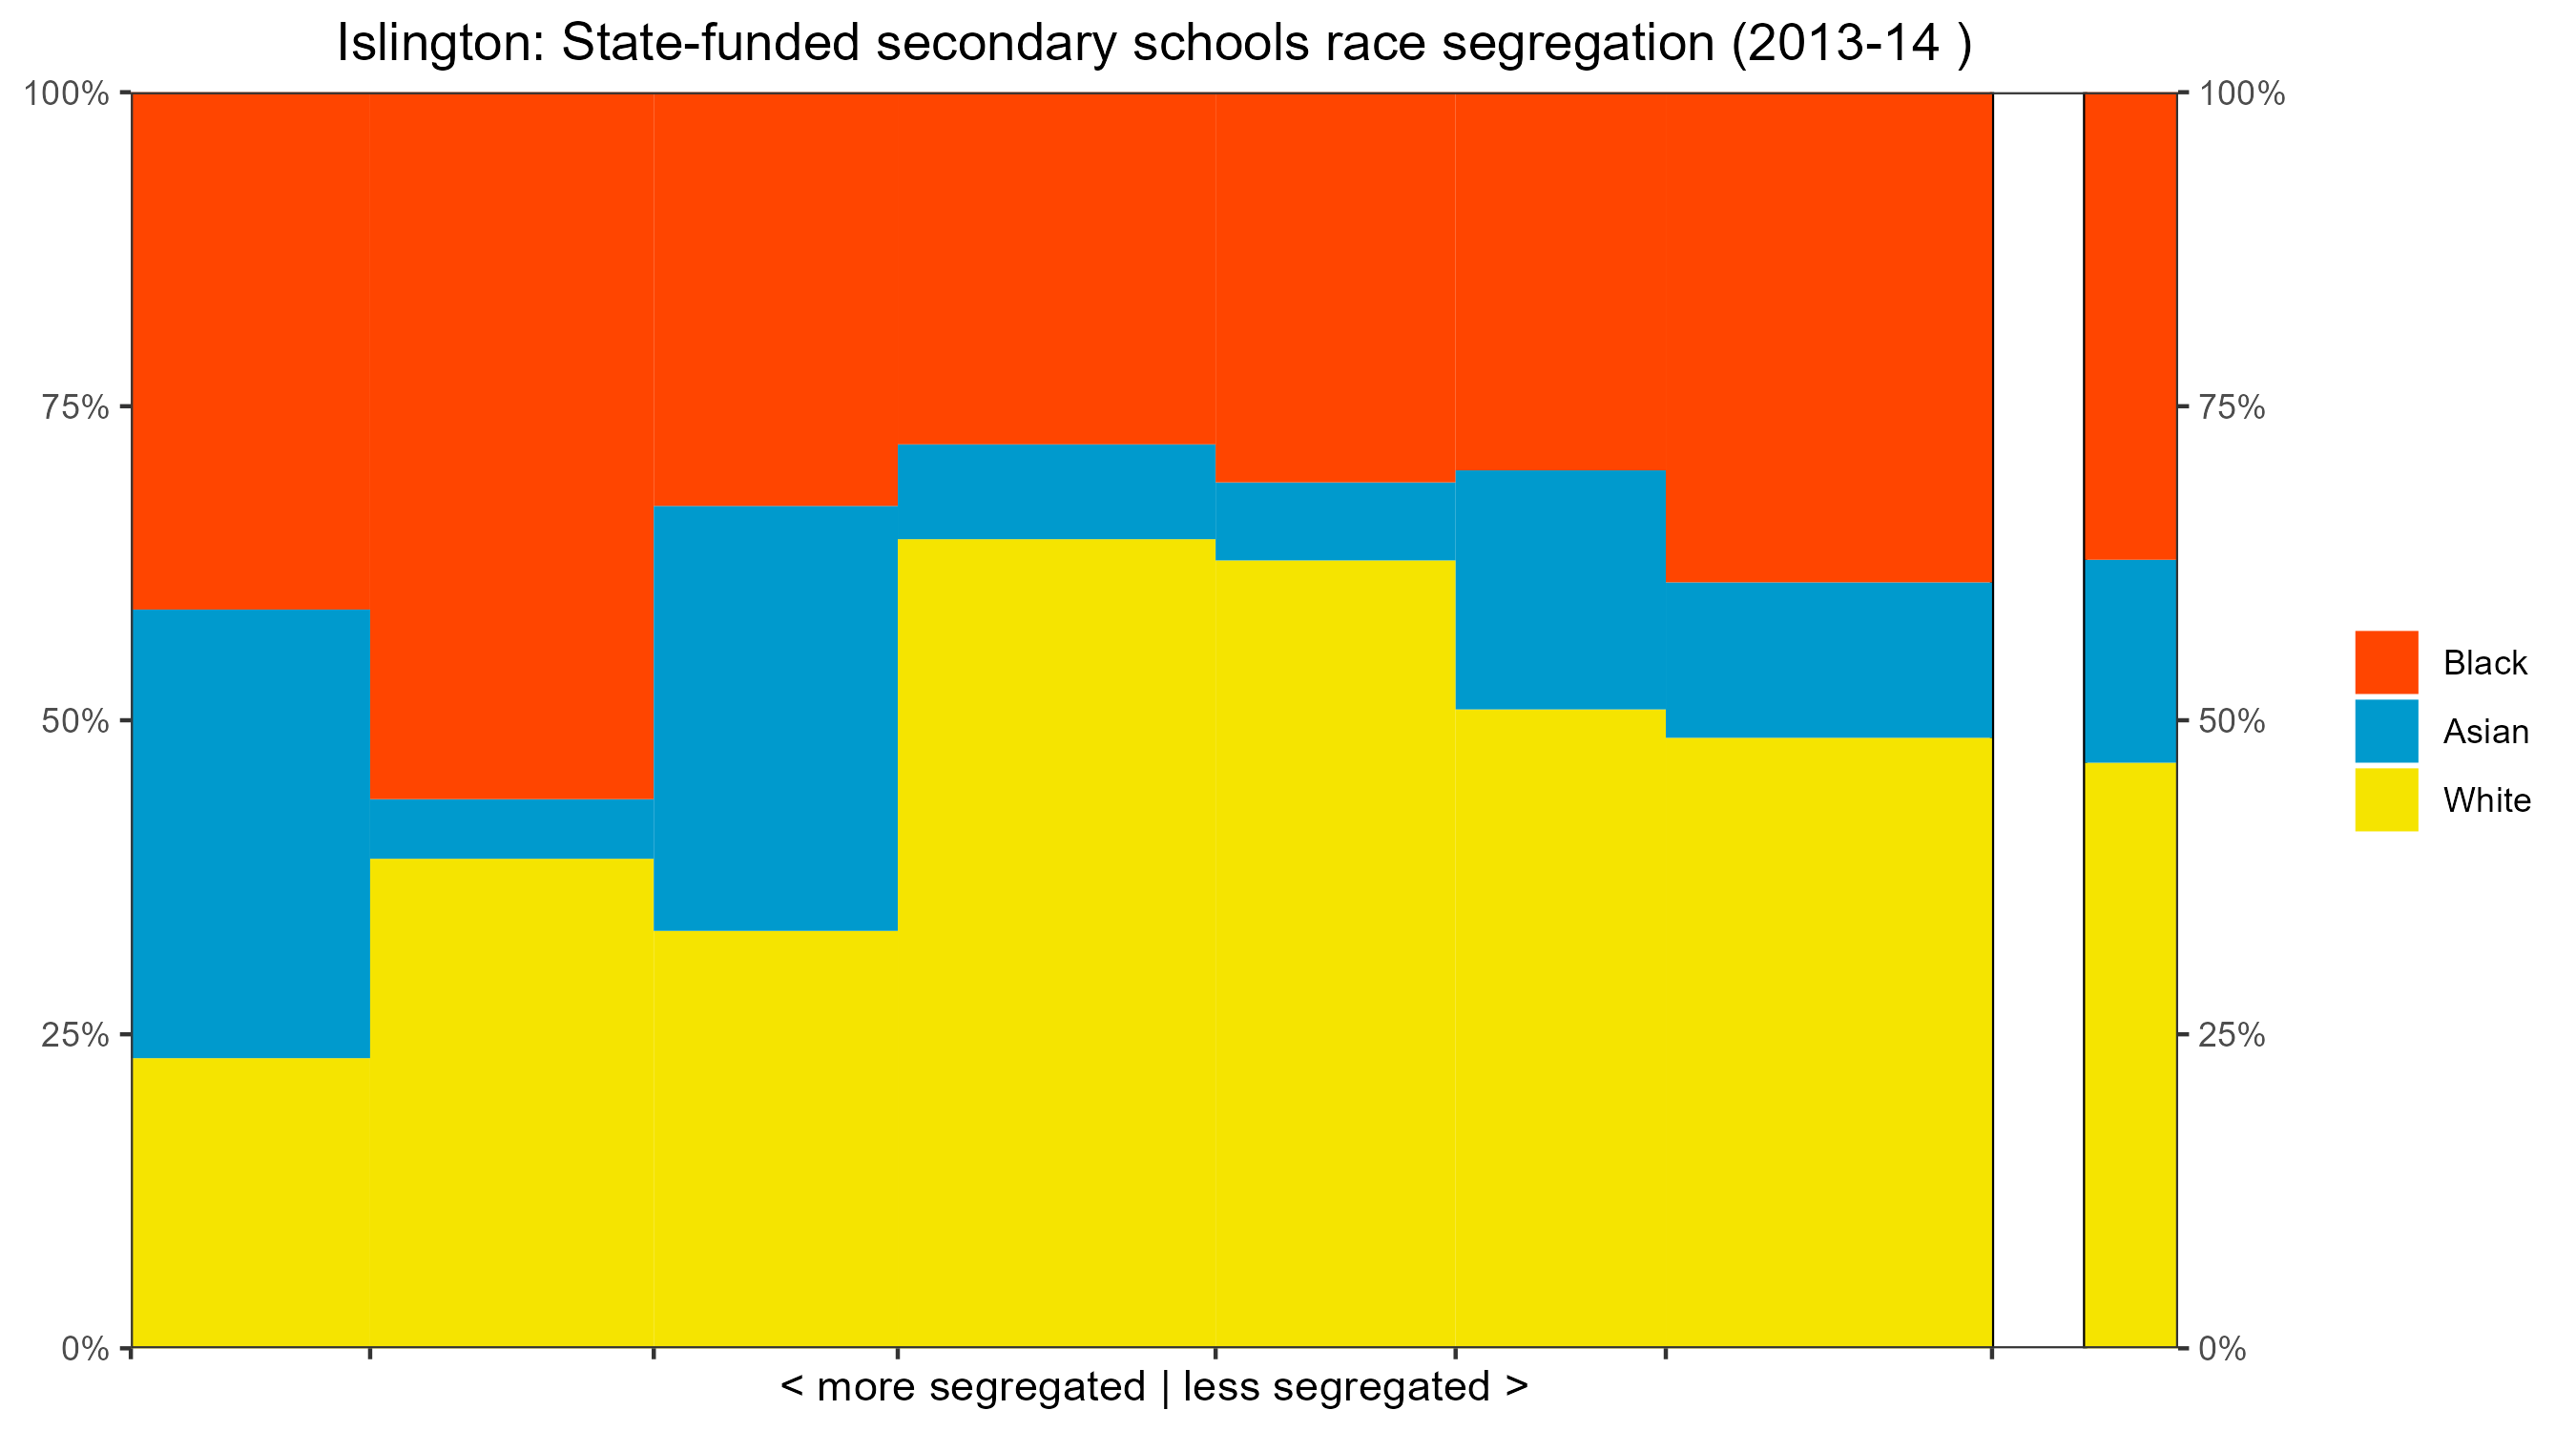 Islington: State-funded secondary schools race segregation (2013-14 )
100%
75%
50%
25%
0%
100%
75%
50%
25%
0%
Black
Asian
White
< more segregated | less segregated >